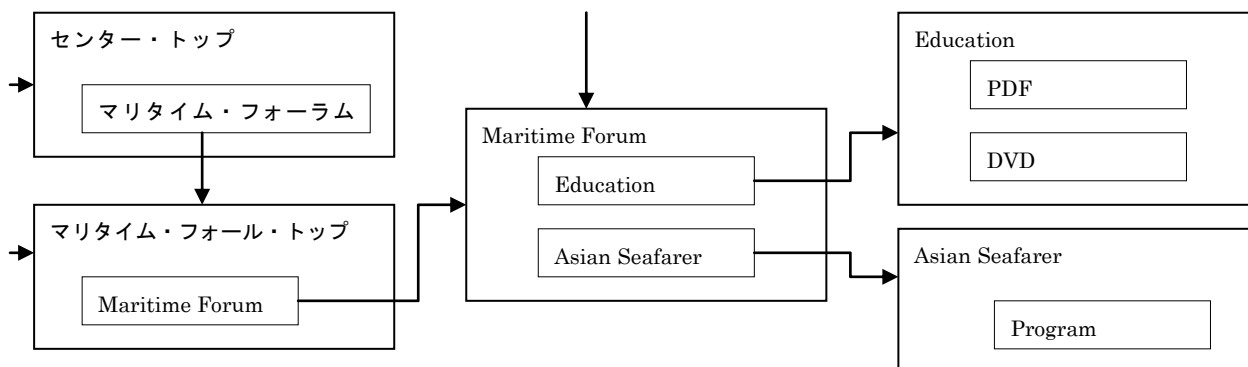 センター・トップ
マリタイム・フォーラム
マリタイム・フォール・トップ
Maritime Forum
Maritime Forum
Education
Asian Seafarer
Education
PDF
DVD
Asian Seafarer
Program